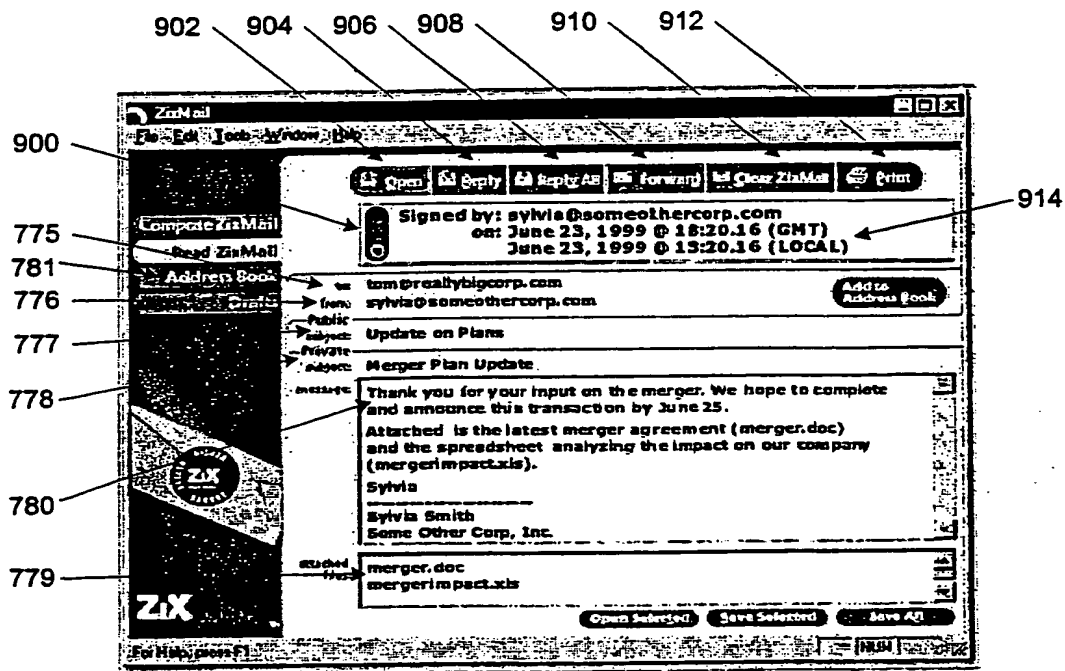 902 904 906 908 910 912
ZixMail
File Edit Tools Window Help
900
Open Reply Reply All Forward Clear ZixMail Print
Signed by: sylvia@someothercorp.com
on: June 23, 1999 @ 18:20.16 (GMT)
June 23, 1999 @ 13:20.16 (LOCAL)
914
Compose ZixMail
775
Read ZixMail
781
Address Book
776
to: tom@reallybigcorp.com
from: sylvia@someothercorp.com
Add to
Address Book
777
Public
subject: Update on Plans
Private
subject: Merger Plan Update
778
message: Thank you for your input on the merger. We hope to complete
and announce this transaction by June 25.
Attached is the latest merger agreement (merger.doc)
and the spreadsheet analyzing the impact on our company
(mergerimpact.xls).
ZIX
780
Sylvia
Sylvia Smith
Some Other Corp, Inc.
779
attached
files: merger.doc
mergerimpact.xls
Open Selected Save Selected Save All
ZIX
For Help, press F1
NUM